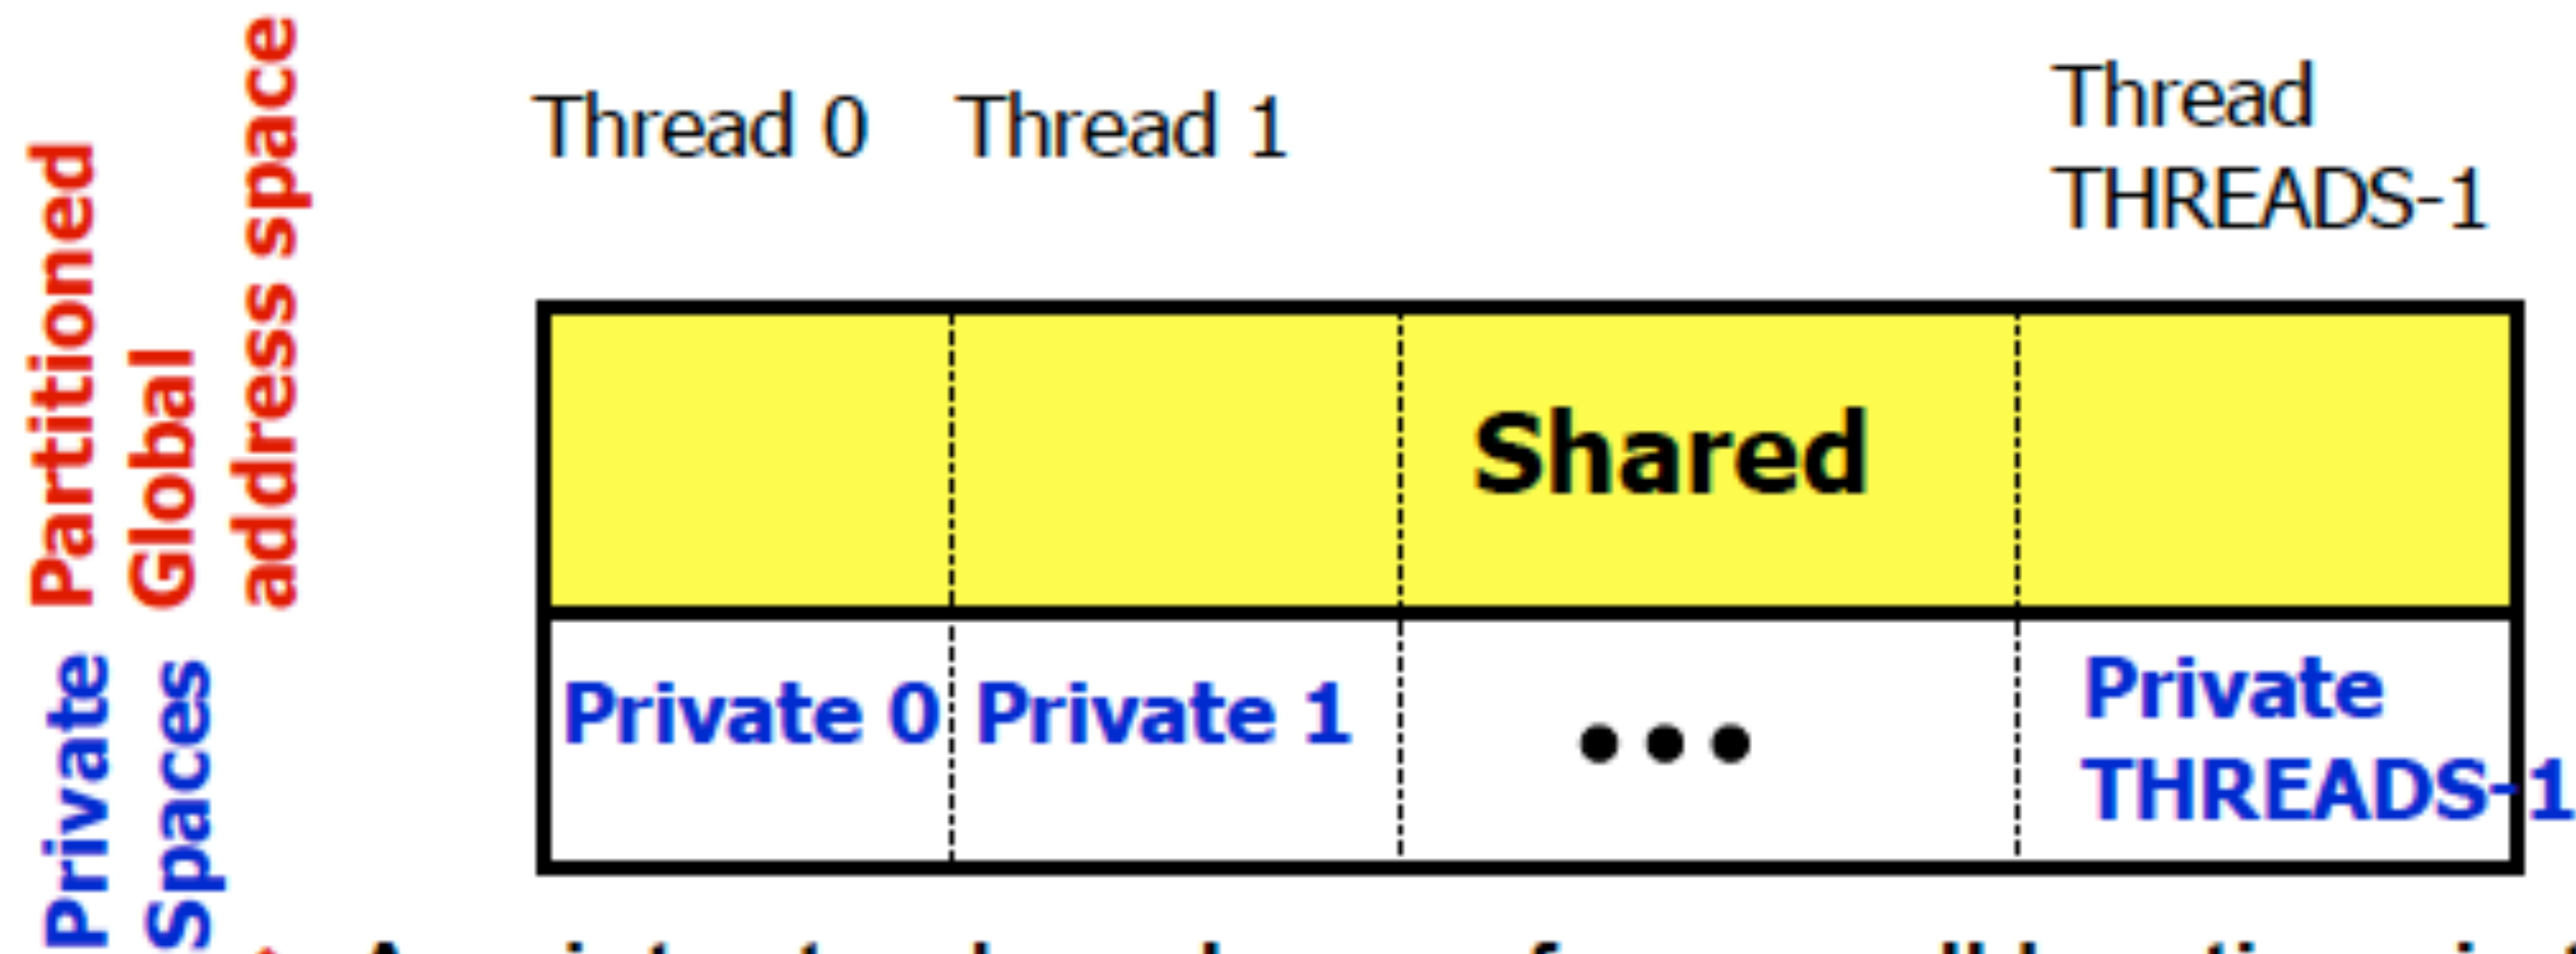 Partitioned
Global
address space
Thread 0 Thread 1
Thread
THREADS-1
Shared
Private
Spaces
Private 0 Private 1 •••
Private
THREADS-1